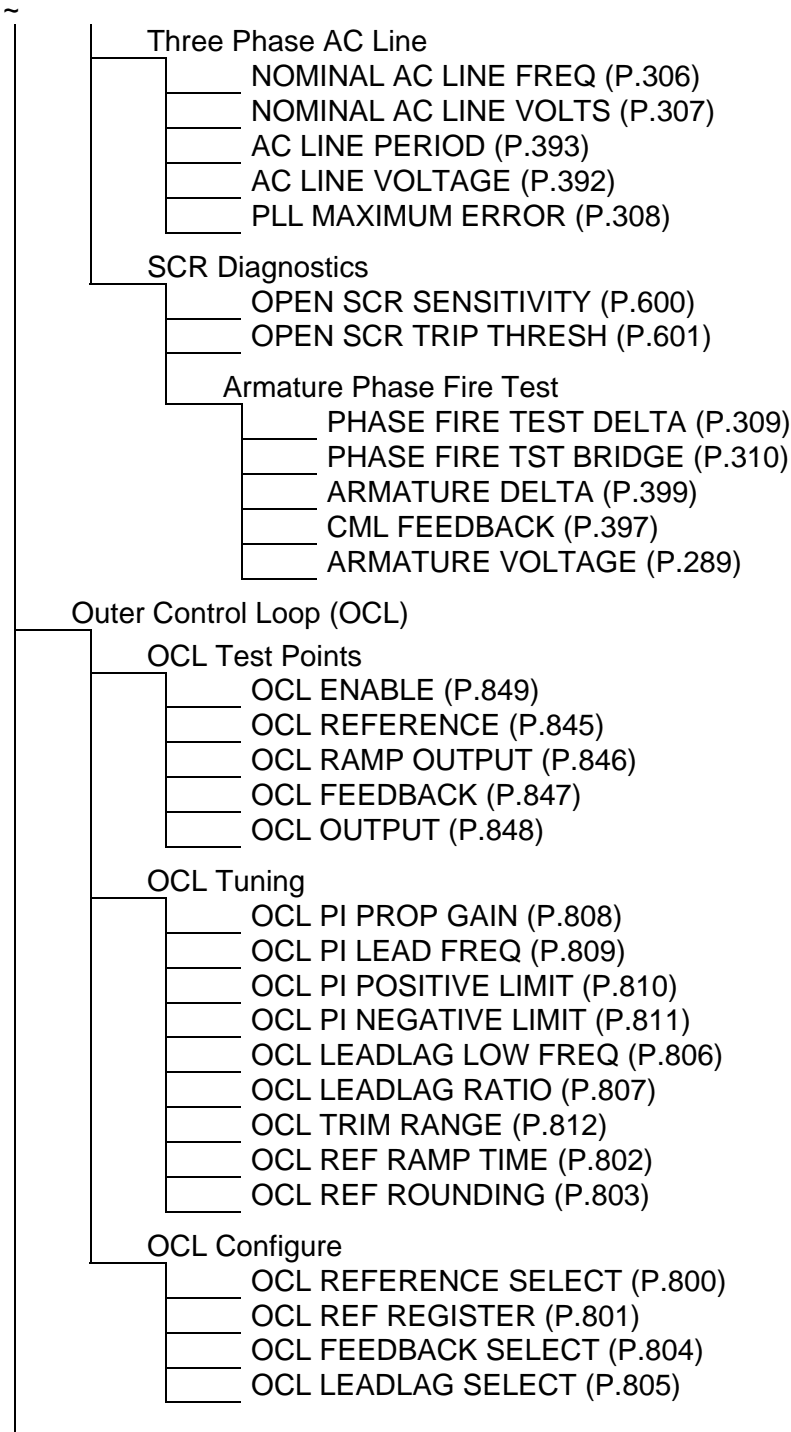 ~
Three Phase AC Line
NOMINAL AC LINE FREQ (P.306)
NOMINAL AC LINE VOLTS (P.307)
AC LINE PERIOD (P.393)
AC LINE VOLTAGE (P.392)
PLL MAXIMUM ERROR (P.308)
SCR Diagnostics
OPEN SCR SENSITIVITY (P.600)
OPEN SCR TRIP THRESH (P.601)
Armature Phase Fire Test
PHASE FIRE TEST DELTA (P.309)
PHASE FIRE TST BRIDGE (P.310)
ARMATURE DELTA (P.399)
CML FEEDBACK (P.397)
ARMATURE VOLTAGE (P.289)
Outer Control Loop (OCL)
OCL Test Points
OCL ENABLE (P.849)
OCL REFERENCE (P.845)
OCL RAMP OUTPUT (P.846)
OCL FEEDBACK (P.847)
OCL OUTPUT (P.848)
OCL Tuning
OCL PI PROP GAIN (P.808)
OCL PI LEAD FREQ (P.809)
OCL PI POSITIVE LIMIT (P.810)
OCL PI NEGATIVE LIMIT (P.811)
OCL LEADLAG LOW FREQ (P.806)
OCL LEADLAG RATIO (P.807)
OCL TRIM RANGE (P.812)
OCL REF RAMP TIME (P.802)
OCL REF ROUNDING (P.803)
OCL Configure
OCL REFERENCE SELECT (P.800)
OCL REF REGISTER (P.801)
OCL FEEDBACK SELECT (P.804)
OCL LEADLAG SELECT (P.805)